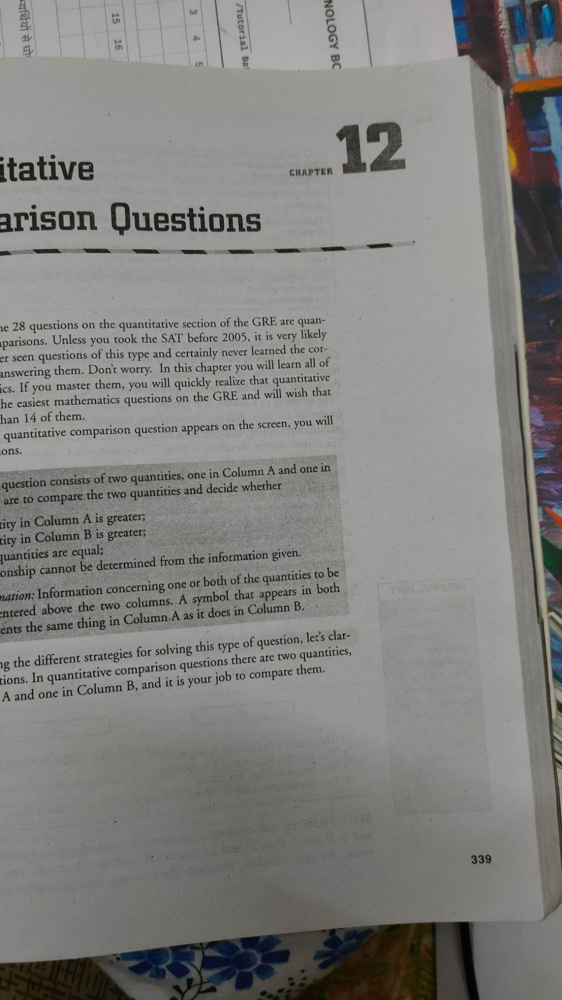 15
16
3
4
5
/Tutorial Ba
NOLOGY BC
12
CHAPTER
itative
arison Questions
ne 28 questions on the quantitative section of the GRE are quan-
nparisons. Unless you took the SAT before 2005, it is very likely
er seen questions of this type and certainly never learned the cor-
answering them. Don't worry. In this chapter you will learn all of
ics. If you master them, you will quickly realize that quantitative
he easiest mathematics questions on the GRE and will wish that
han 14 of them.
quantitative comparison question appears on the screen, you will
ions.
question consists of two quantities, one in Column A and one in
are to compare the two quantities and decide whether
tity in Column A is greater;
tity in Column B is greater;
quantities are equal;
onship cannot be determined from the information given.
mation: Information concerning one or both of the quantities to be
entered above the two columns. A symbol that appears in both
ents the same thing in Column A as it does in Column B.
ng the different strategies for solving this type of question, let's clar-
tions. In quantitative comparison questions there are two quantities,
A and one in Column B, and it is your job to compare them.
339